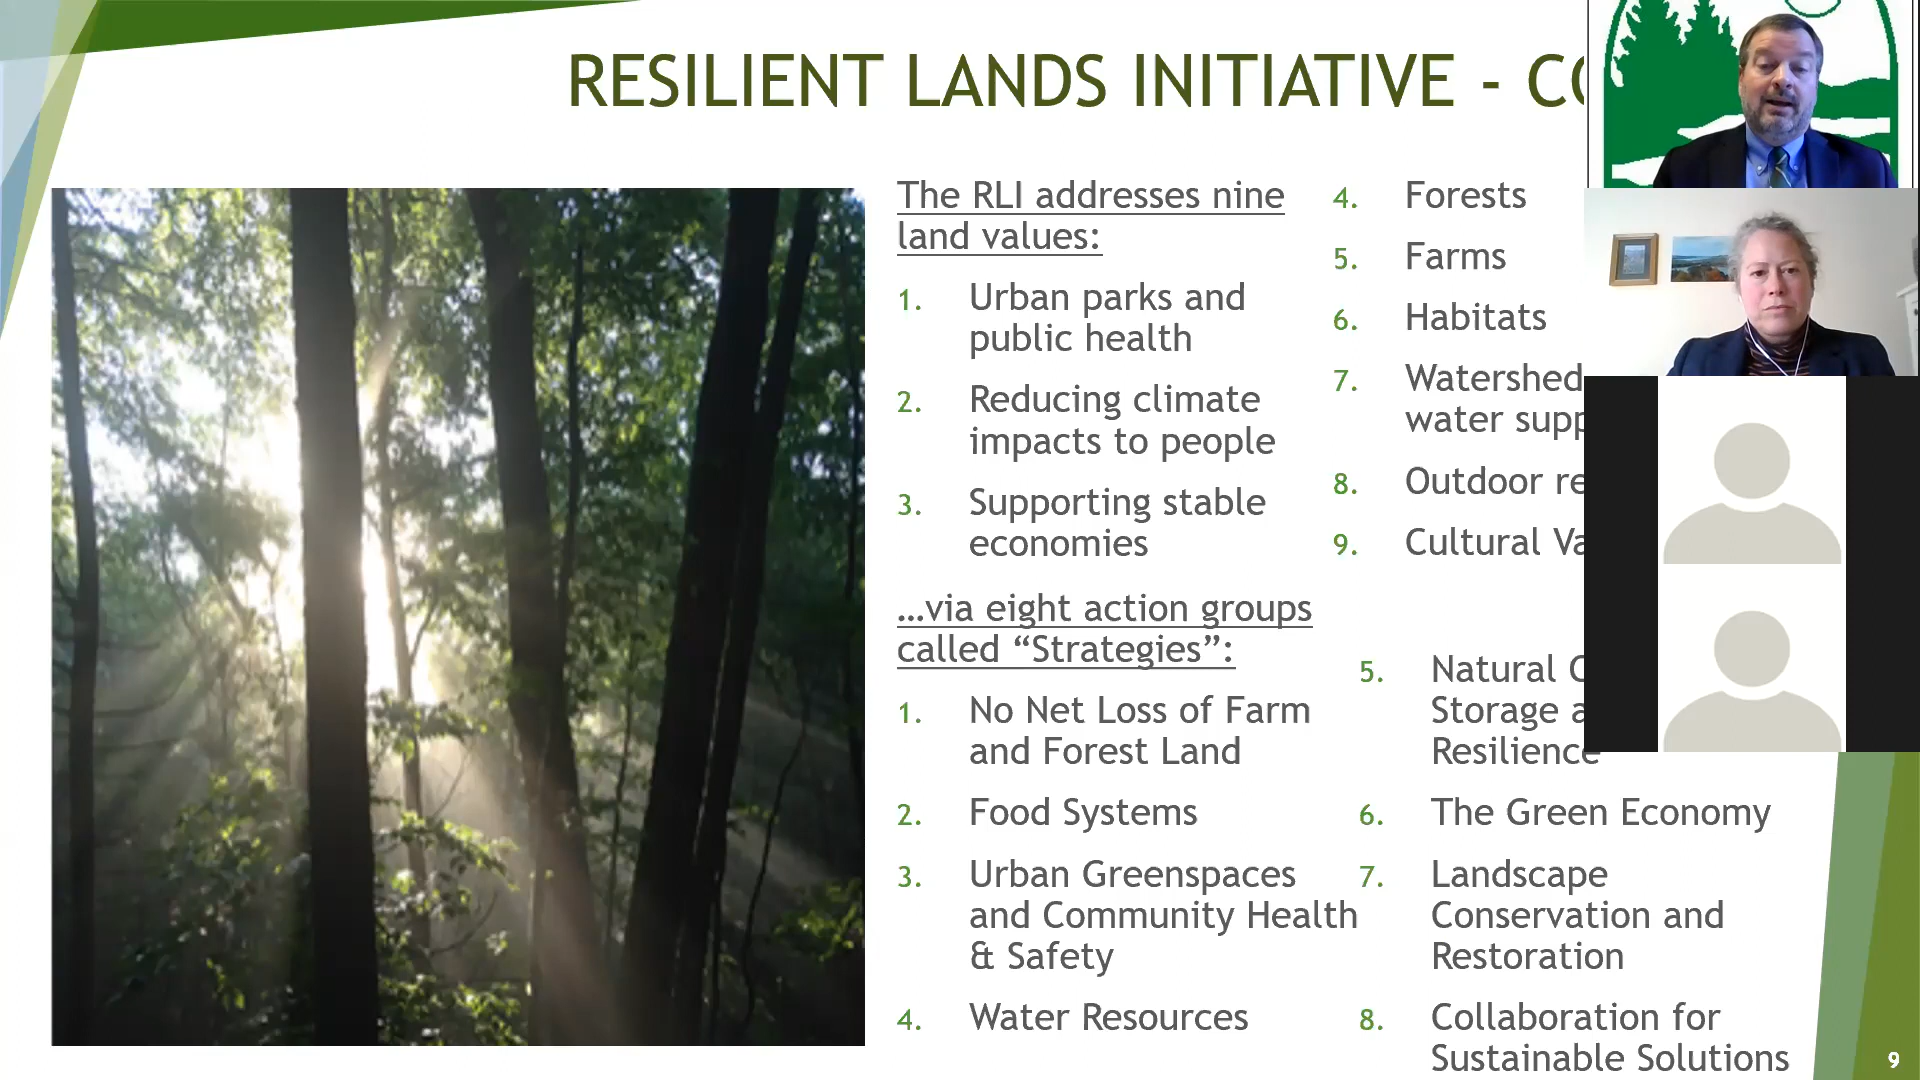 RESILIENT LANDS INITIATIVE -
The RLI addresses nine
land values:
1. Urban parks and
public health
2. Reducing climate
impacts to people
3. Supporting stable
economies
4. Forests
5. Farms
6. Habitats
7. Watershed
water
8. Outdoor
9. Cultural
…via eight action groups
called “Strategies”:
1. No Net Loss of Farm
and Forest Land
2. Food Systems
3. Urban Greenspaces
and Community Health
& Safety
4. Water Resources
5. Natural
Storage
Resilience
6. The Green Economy
7. Landscape
Conservation and
Restoration
8. Collaboration for
Sustainable Solutions
9